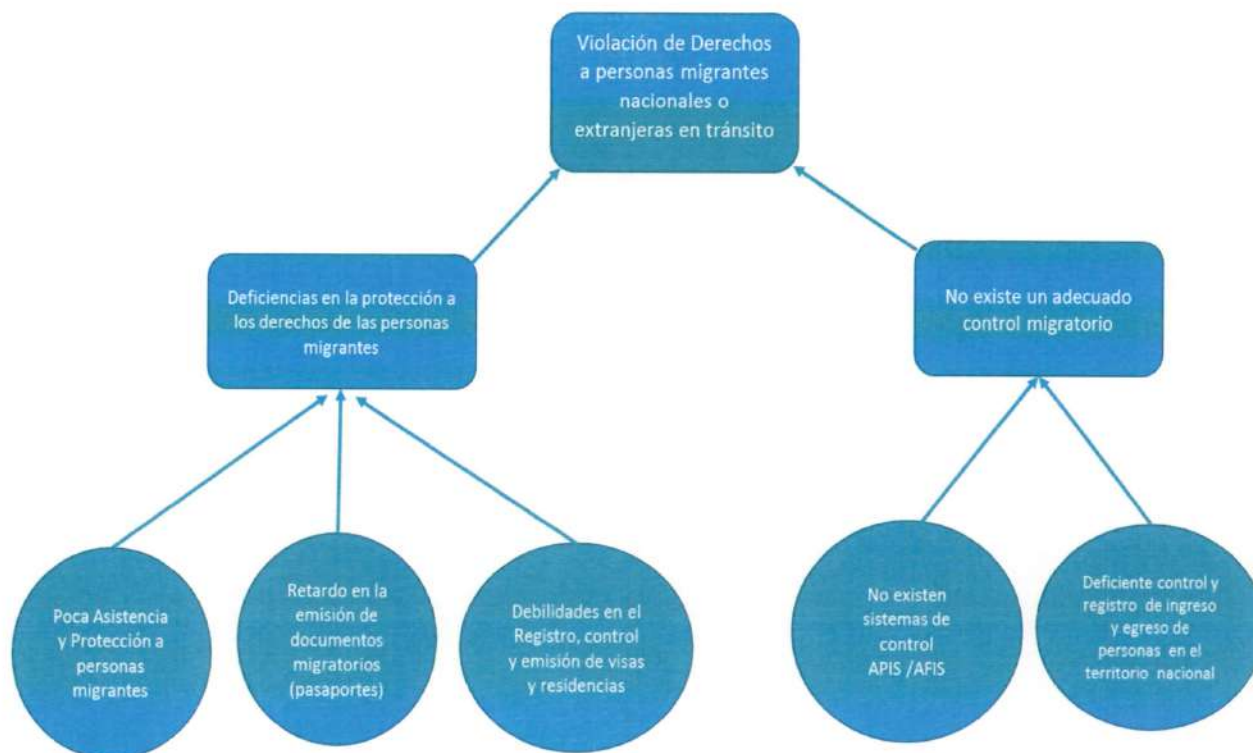 Violación de Derechos
a personas migrantes
nacionales o
extranjeras en tránsito
Deficiencias en la protección a
los derechos de las personas
migrantes
No existe un adecuado
control migratorio
Poca Asistencia
y Protección a
personas
migrantes
Retardo en la
emisión de
documentos
migratorios
(pasaportes)
Debilidades en el
Registro, control
y emisión de visas
y residencias
No existen
sistemas de
control
APIS /AFIS
Deficiente control y
registro de ingreso
y egreso de
personas en el
territorio nacional